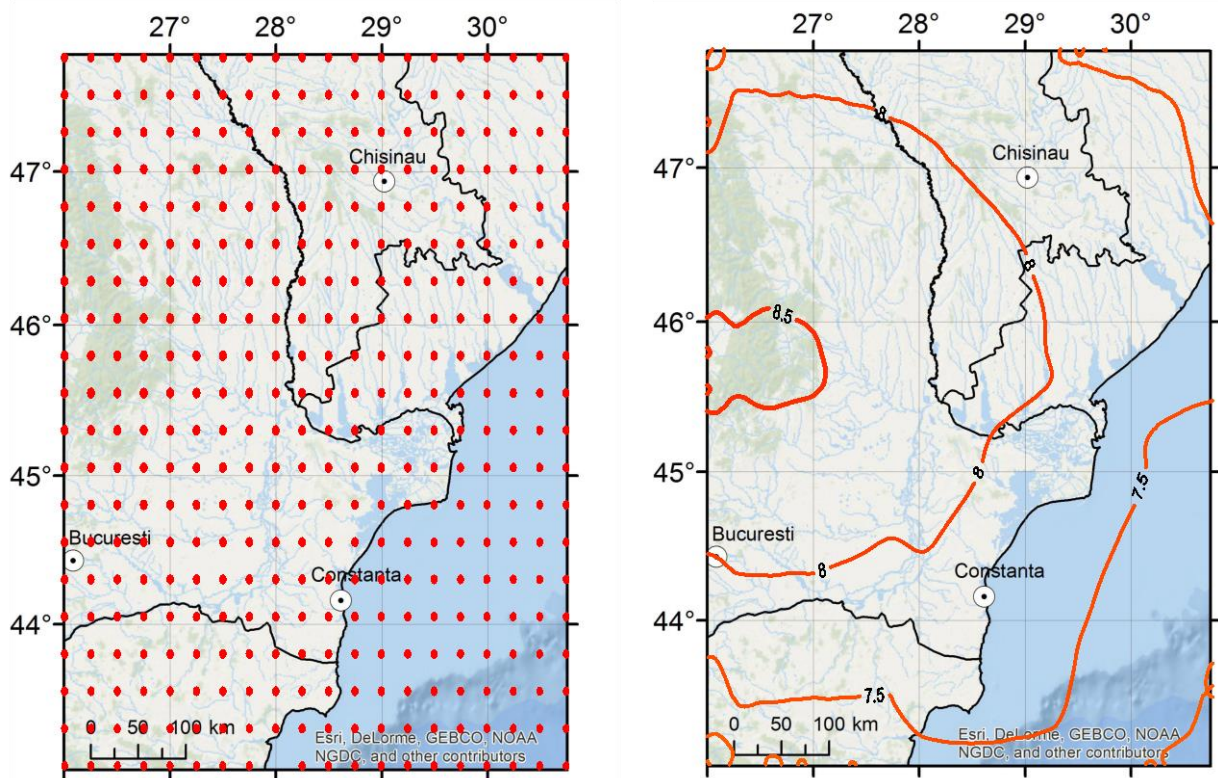 27° 28° 29° 30°
47°
46°
45°
44°
Chisinau
Bucuresti
Constanta
0 50 100 km
Esri, DeLorme, GEBCO, NOAA
NGDC, and other contributors
27° 28° 29° 30°
47°
46°
45°
44°
8
Chisinau
8
8.5
8
7.5
Bucuresti
8
Constanta
7.5
0 50 100 km
Esri, DeLorme, GEBCO, NOAA
NGDC, and other contributors